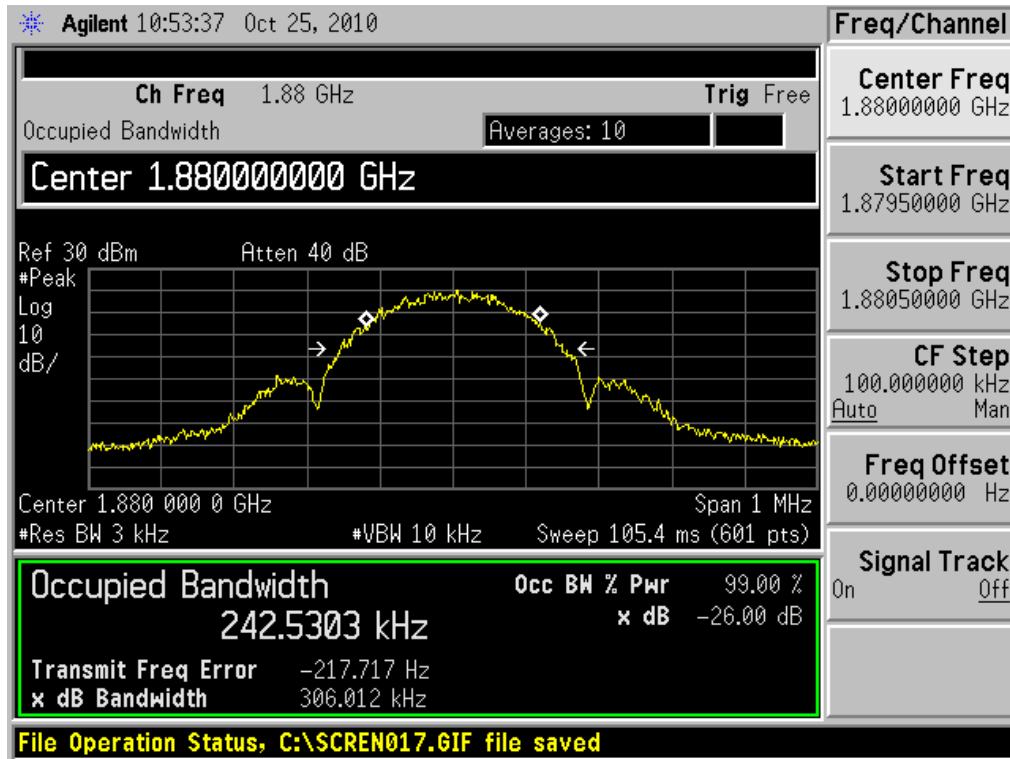 Agilent 10:53:37 Oct 25, 2010
Freq/Channel
Ch Freq 1.88 GHz Trig Free
Occupied Bandwidth Averages: 10
Center 1.880000000 GHz
Ref 30 dBm Atten 40 dB
#Peak
Log
10
dB/
Center 1.880 000 0 GHz Span 1 MHz
#Res BW 3 kHz #VBW 10 kHz Sweep 105.4 ms (601 pts)
Occupied Bandwidth Occ BW % Pwr 99.00 %
242.5303 kHz x dB -26.00 dB
Transmit Freq Error -217.717 Hz
x dB Bandwidth 306.012 kHz
File Operation Status, C:\SCREN017.GIF file saved
Center Freq
1.88000000 GHz
Start Freq
1.87950000 GHz
Stop Freq
1.88050000 GHz
CF Step
100.000000 kHz
Auto Man
Freq Offset
0.00000000 Hz
Signal Track
On Off